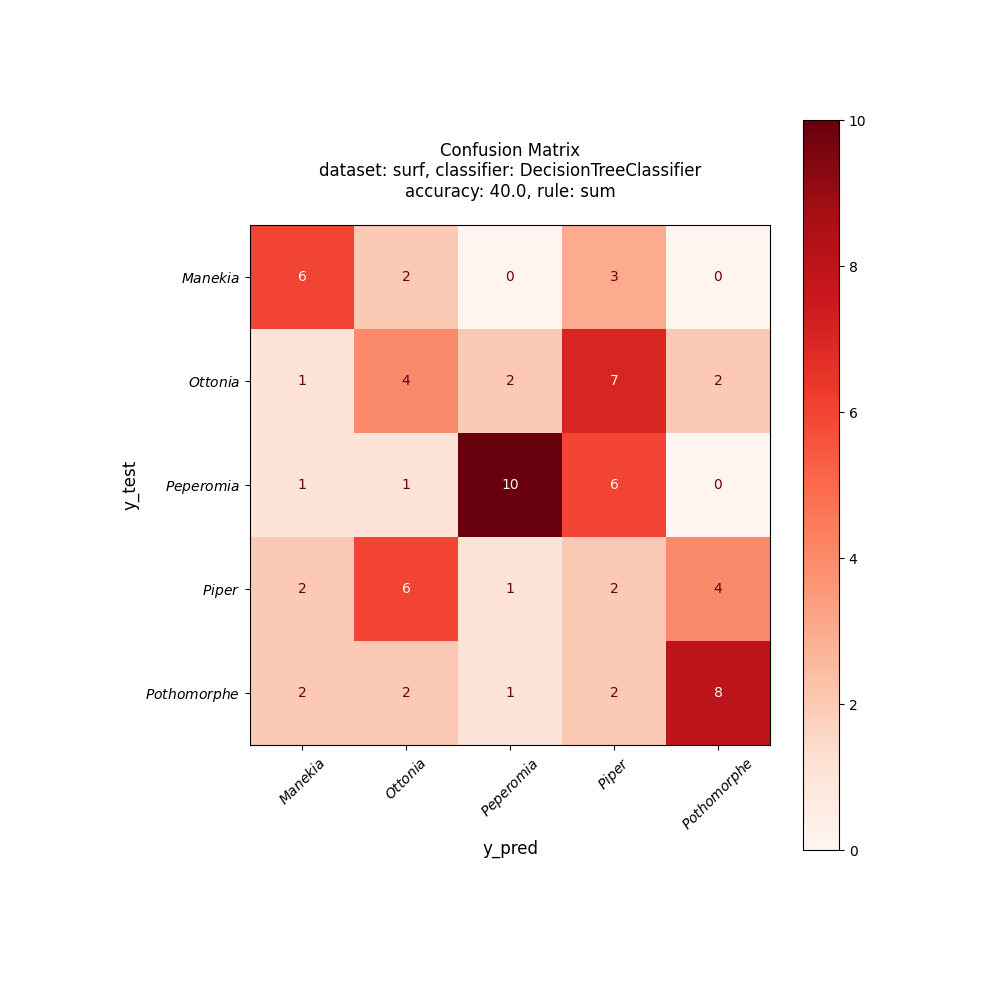 Confusion Matrix
dataset: surf, classifier: DecisionTreeClassifier
accuracy: 40.0, rule: sum
Manekia 6 2 0 3 0
Ottonia 1 4 2 7 2
Peperomia 1 1 10 6 0
Piper 2 6 1 2 4
Pothomorphe 2 2 1 2 8
y_test
Manekia Ottonia Peperomia Piper Pothomorphe
y_pred
10
8
6
4
2
0